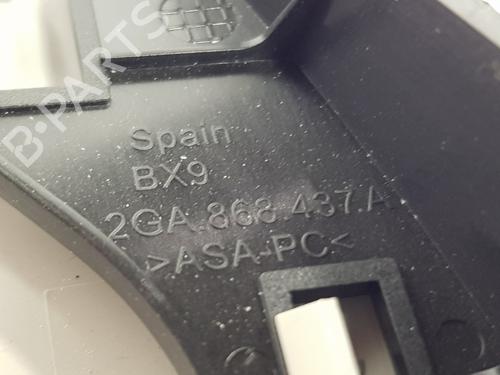 B-PARTS
Spain
BX9
2GA.868.437.A
>ASA-PC<